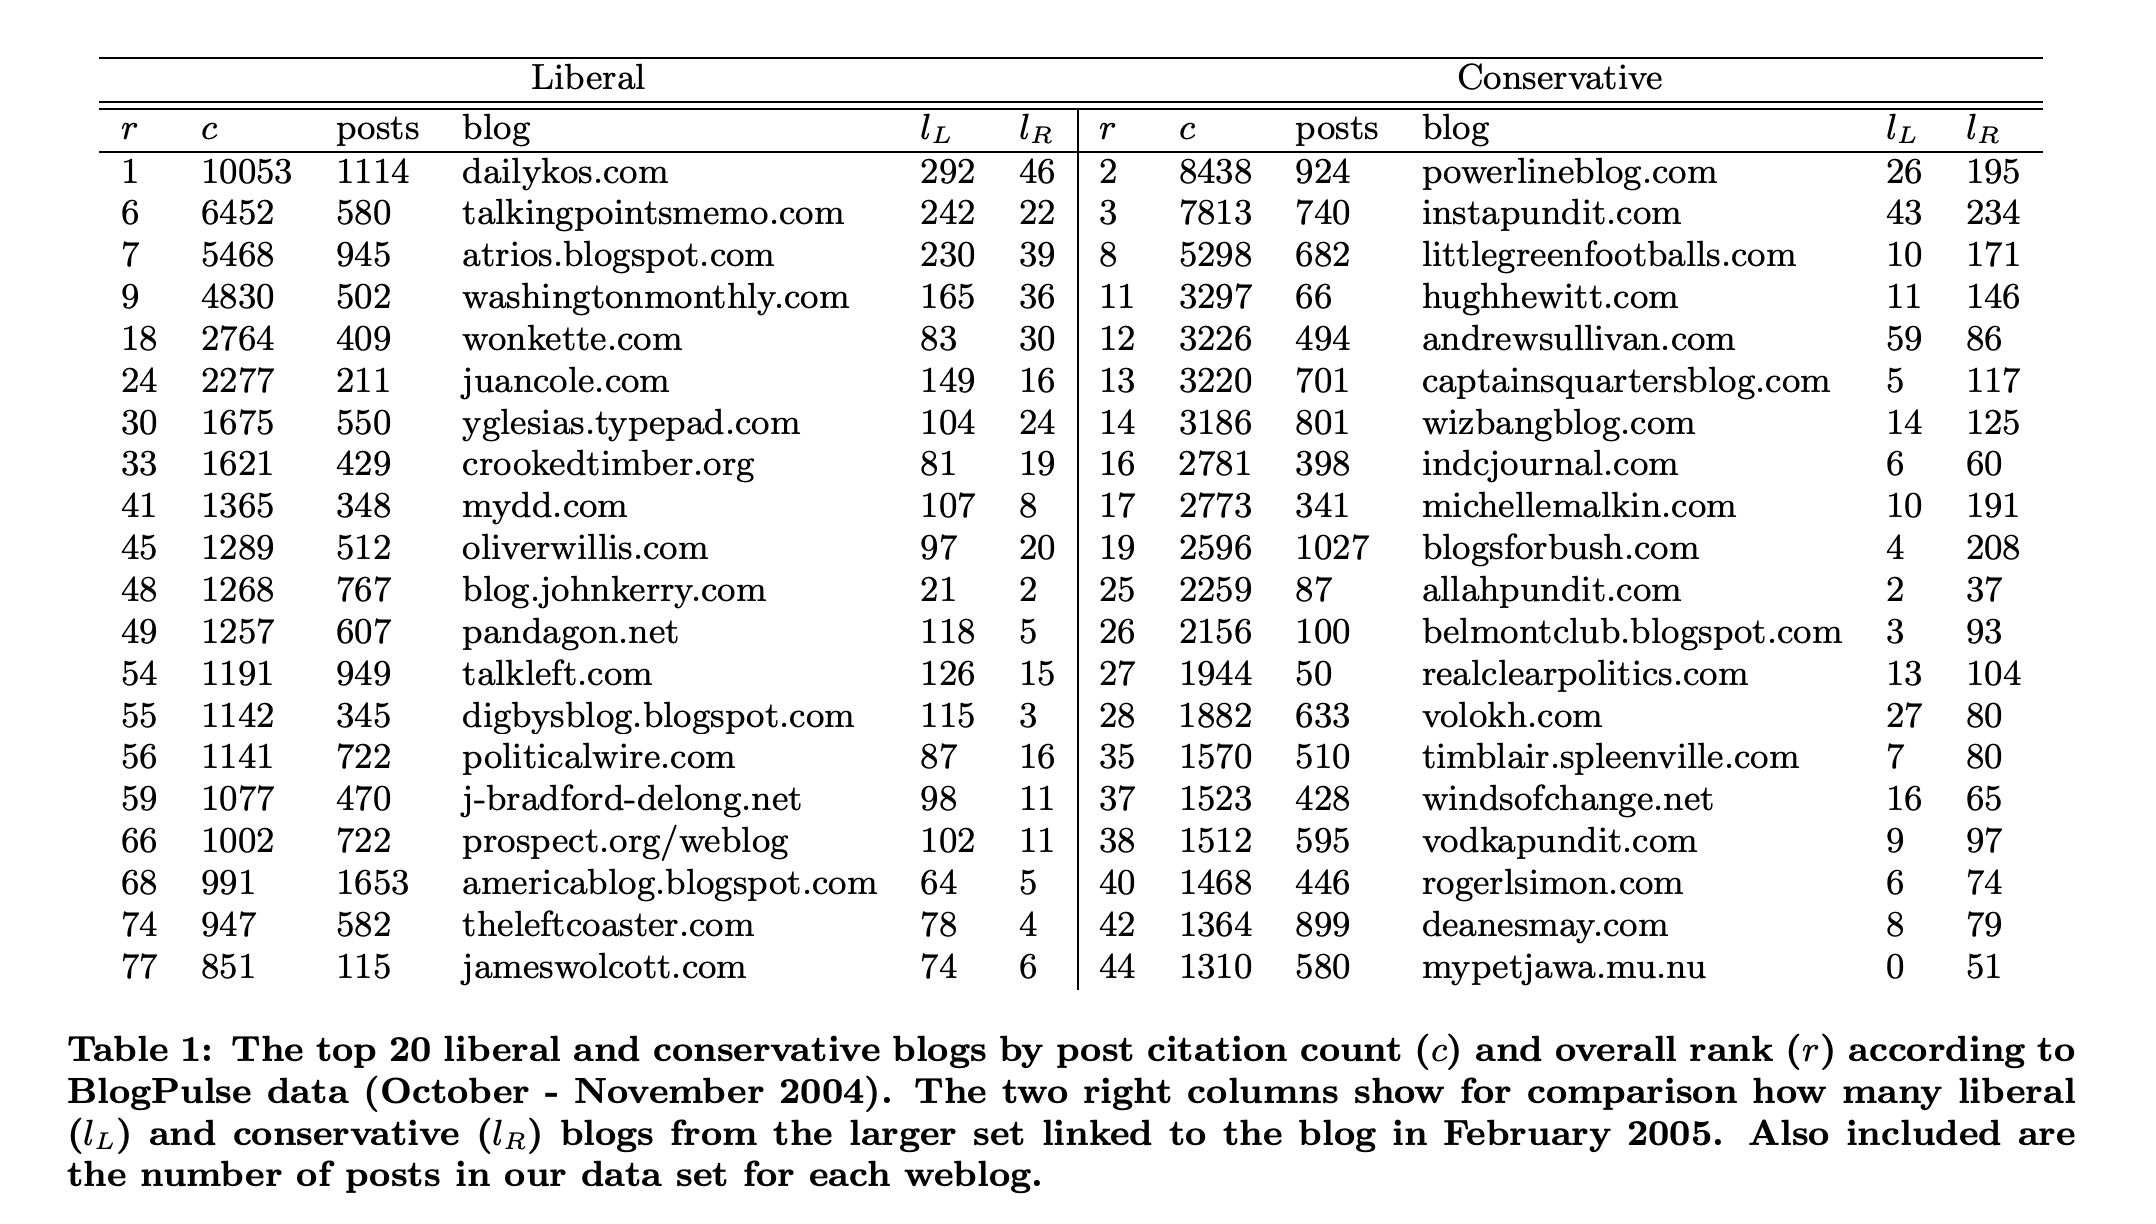 Liberal Conservative
r c posts blog l_L l_R r c posts blog l_L l_R
1 10053 1114 dailykos.com 292 46 2 8438 924 powerlineblog.com 26 195
6 6452 580 talkingpointsmemo.com 242 22 3 7813 740 instapundit.com 43 234
7 5468 945 atrios.blogspot.com 230 39 8 5298 682 littlegreenfootballs.com 10 171
9 4830 502 washingtonmonthly.com 165 36 11 3297 66 hughhewitt.com 11 146
18 2764 409 wonkette.com 83 30 12 3226 494 andrewsullivan.com 59 86
24 2277 211 juancole.com 149 16 13 3220 701 captainsquartersblog.com 5 117
30 1675 550 yglesias.typepad.com 104 24 14 3186 801 wizbangblog.com 14 125
33 1621 429 crookedtimber.org 81 19 16 2781 398 indcjournal.com 6 60
41 1365 348 mydd.com 107 8 17 2773 341 michellemalkin.com 10 191
45 1289 512 oliverwillis.com 97 20 19 2596 1027 blogsforbush.com 4 208
48 1268 767 blog.johnkerry.com 21 2 25 2259 87 allahpundit.com 2 37
49 1257 607 pandagon.net 118 5 26 2156 100 belmontclub.blogspot.com 3 93
54 1191 949 talkleft.com 126 15 27 1944 50 realclearpolitics.com 13 104
55 1142 345 digbysblog.blogspot.com 115 3 28 1882 633 volokh.com 27 80
56 1141 722 politicalwire.com 87 16 35 1570 510 timblair.spleenville.com 7 80
59 1077 470 j-bradford-delong.net 98 11 37 1523 428 windsofchange.net 16 65
66 1002 722 prospect.org/weblog 102 11 38 1512 595 vodkapundit.com 9 97
68 991 1653 americablog.blogspot.com 64 5 40 1468 446 rogerlsimon.com 6 74
74 947 582 theleftcoaster.com 78 4 42 1364 899 deanesmay.com 8 79
77 851 115 jameswolcott.com 74 6 44 1310 580 mypetjawa.mu.nu 0 51
Table 1: The top 20 liberal and conservative blogs by post citation count (c) and overall rank (r) according to
BlogPulse data (October - November 2004). The two right columns show for comparison how many liberal
(l_L) and conservative (l_R) blogs from the larger set linked to the blog in February 2005. Also included are
the number of posts in our data set for each weblog.